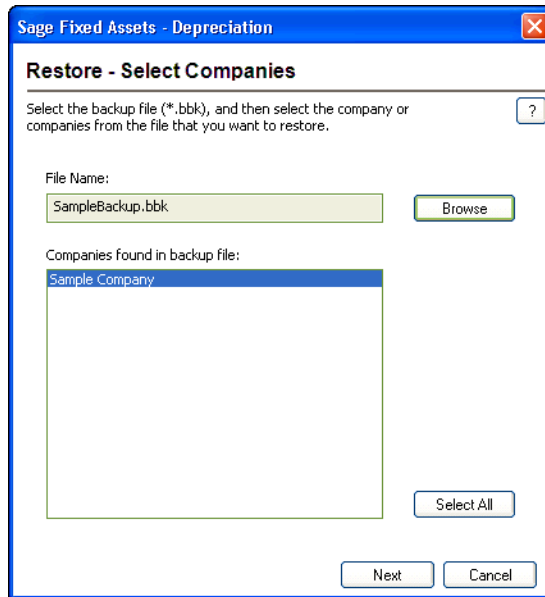 Sage Fixed Assets - Depreciation
Restore - Select Companies
Select the backup file (*.bbk), and then select the company or
companies from the file that you want to restore.
?
File Name:
SampleBackup.bbk
Browse
Companies found in backup file:
Sample Company
Select All
Next
Cancel